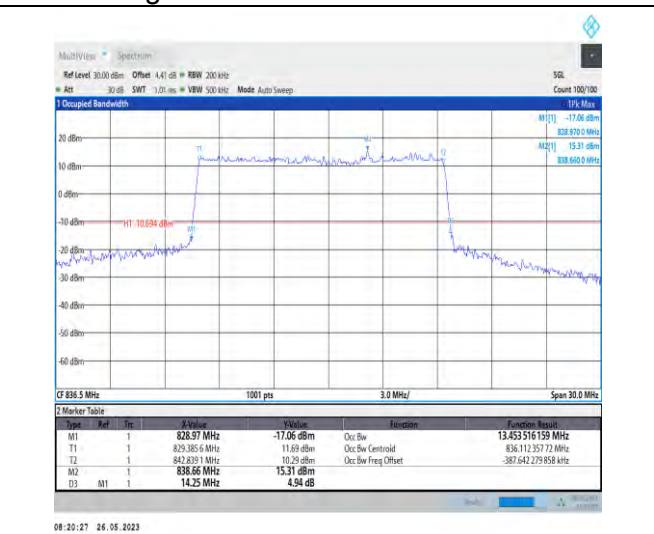 MultiView Spectrum
Ref Level 30.00 dBm Offset 4.41 dB RBW 200 kHz SGL
Att 30 dB SWT 1.01 ms VBW 500 kHz Mode Auto Sweep Count 100/100
1 Occupied Bandwidth 1Pk Max
M1[1] -17.06 dBm
828.970 0 MHz
M2[1] 15.31 dBm
838.660 0 MHz
20 dBm
T1 T2
10 dBm
0 dBm
-10 dBm
H1 -10.694 dBm
M1
-20 dBm
-30 dBm
-40 dBm
-50 dBm
-60 dBm
CF 836.5 MHz 1001 pts 3.0 MHz/ Span 30.0 MHz
2 Marker Table
Type Ref Trc X-Value Y-Value Function Function Result
M1 1 828.97 MHz -17.06 dBm Occ Bw 13.453 516 159 MHz
T1 1 829.385 6 MHz 11.69 dBm Occ Bw Centroid 836.112 357 72 MHz
T2 1 842.839 1 MHz 10.29 dBm Occ Bw Freq Offset -387.642 279 858 kHz
M2 1 838.66 MHz 15.31 dBm
D3 M1 1 14.25 MHz 4.94 dB
08:20:27 26.05.2023